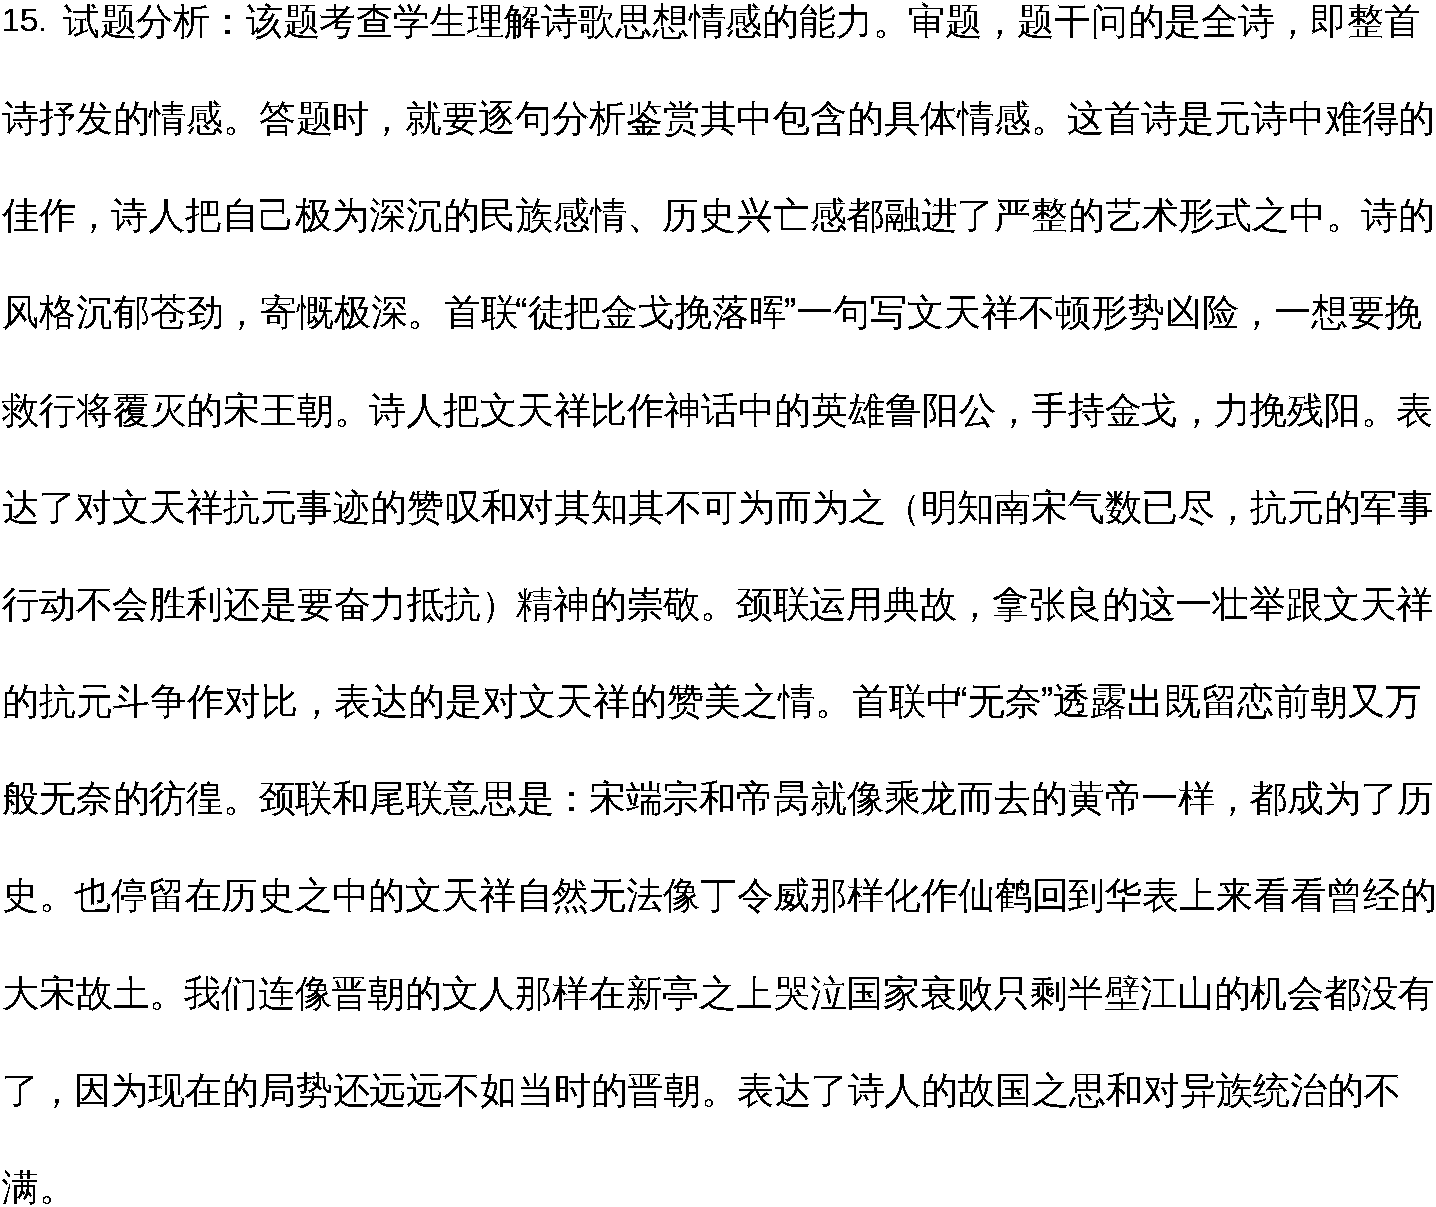 15. 试题分析：该题考查学生理解诗歌思想情感的能力。审题，题干问的是全诗，即整首
诗抒发的情感。答题时，就要逐句分析鉴赏其中包含的具体情感。这首诗是元诗中难得的
佳作，诗人把自己极为深沉的民族感情、历史兴亡感都融进了严整的艺术形式之中。诗的
风格沉郁苍劲，寄慨极深。首联“徒把金戈挽落晖”一句写文天祥不顿形势凶险，一想要挽
救行将覆灭的宋王朝。诗人把文天祥比作神话中的英雄鲁阳公，手持金戈，力挽残阳。表
达了对文天祥抗元事迹的赞叹和对其知其不可为而为之（明知南宋气数已尽，抗元的军事
行动不会胜利还是要奋力抵抗）精神的崇敬。颈联运用典故，拿张良的这一壮举跟文天祥
的抗元斗争作对比，表达的是对文天祥的赞美之情。首联中“无奈”透露出既留恋前朝又万
般无奈的彷徨。颈联和尾联意思是：宋端宗和帝昺就像乘龙而去的黄帝一样，都成为了历
史。也停留在历史之中的文天祥自然无法像丁令威那样化作仙鹤回到华表上来看看曾经的
大宋故土。我们连像晋朝的文人那样在新亭之上哭泣国家衰败只剩半壁江山的机会都没有
了，因为现在的局势还远远不如当时的晋朝。表达了诗人的故国之思和对异族统治的不
满。